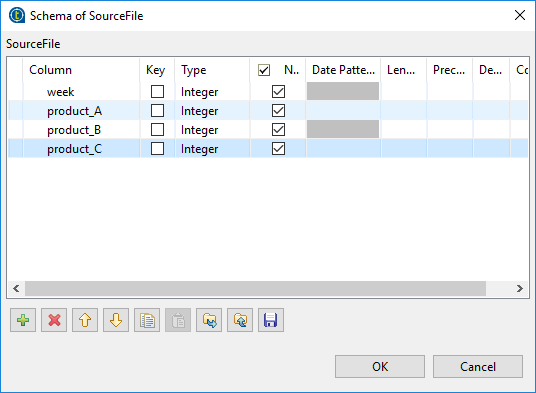 Schema of SourceFile
SourceFile
Column Key Type N.. Date Patte... Len... Prec... De... Co
week Integer
product_A Integer
product_B Integer
product_C Integer
OK Cancel